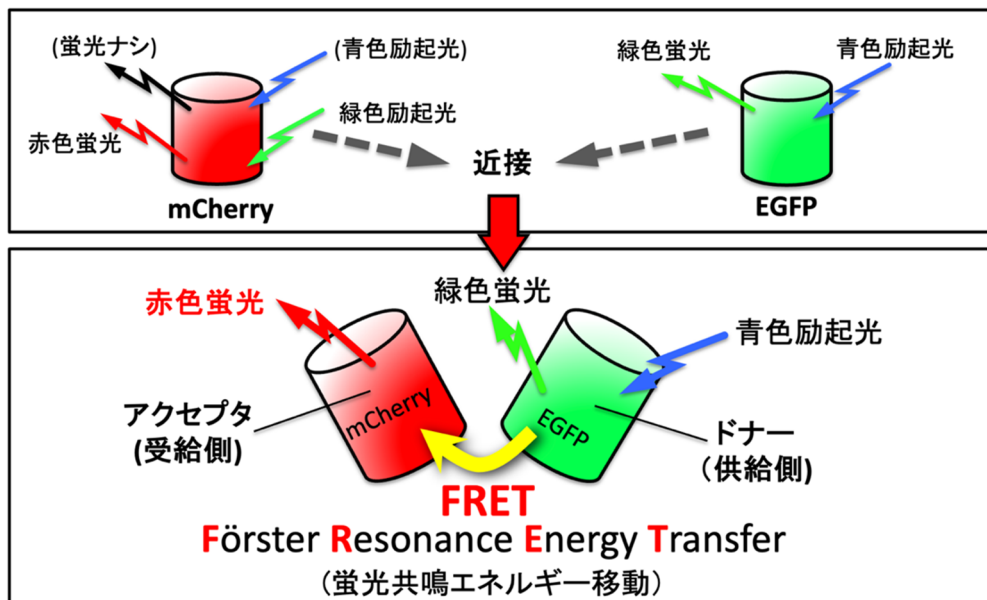 (蛍光ナシ)
(青色励起光)
赤色蛍光
緑色励起光
mCherry
近接
緑色蛍光
青色励起光
EGFP
赤色蛍光
緑色蛍光
青色励起光
アクセプタ
(受給側)
mCherry
EGFP
ドナー
（供給側)
FRET
Förster Resonance Energy Transfer
（蛍光共鳴エネルギー移動）